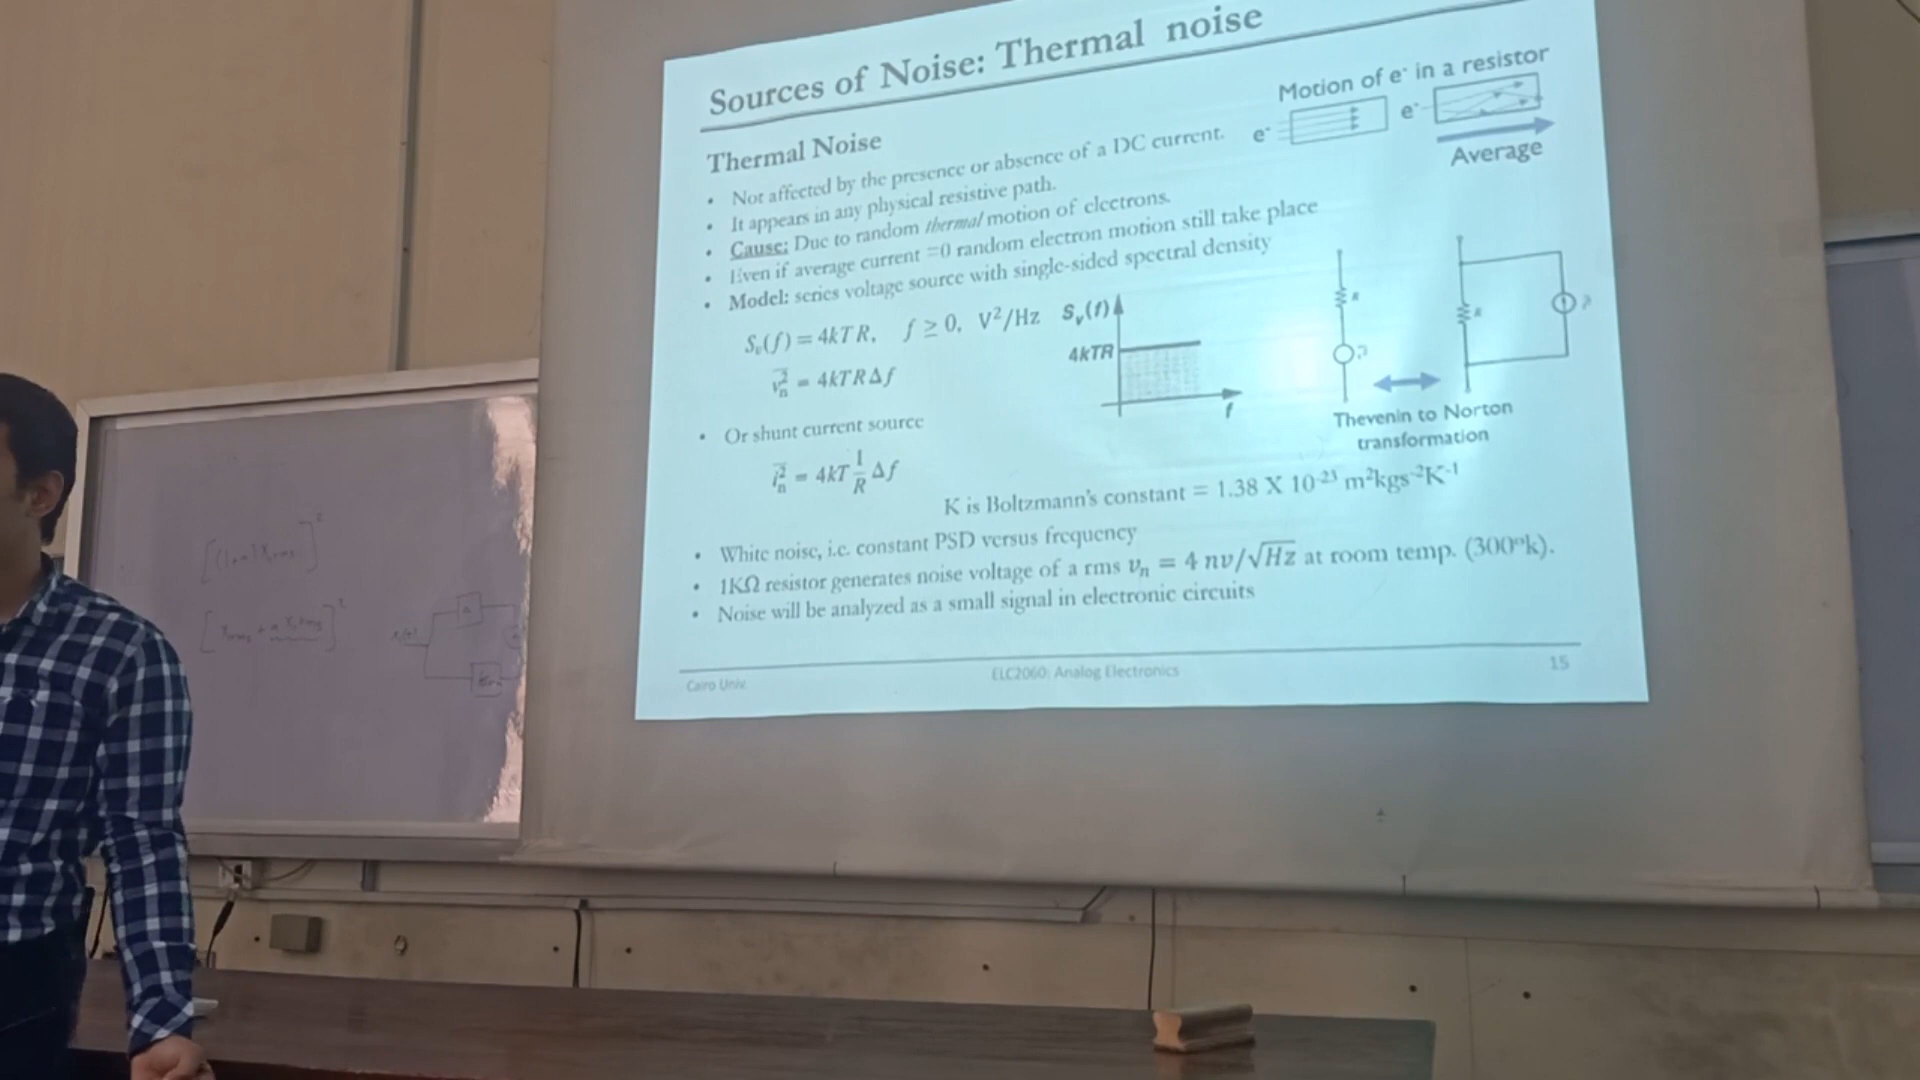 Sources of Noise: Thermal noise
Motion of e- in a resistor
e-
e-
Average
Thermal Noise
• Not affected by the presence or absence of a DC current.
• It appears in any physical resistive path.
• Cause: Due to random thermal motion of electrons.
• Even if average current =0 random electron motion still take place
• Model: series voltage source with single-sided spectral density
Sv(f) = 4kTR, f ≥ 0, V²/Hz
Sv(f)
4kTR
f
R
R
vn² = 4kTRΔf
Thevenin to Norton
transformation
• Or shunt current source
in² = 4kT 1/R Δf
K is Boltzmann's constant = 1.38 X 10-23 m²kgs-2K-1
• White noise, i.e. constant PSD versus frequency
• 1KΩ resistor generates noise voltage of a rms vn = 4 nv/√Hz at room temp. (300ºk).
• Noise will be analyzed as a small signal in electronic circuits
Cairo Univ.
ELC2060: Analog Electronics
15